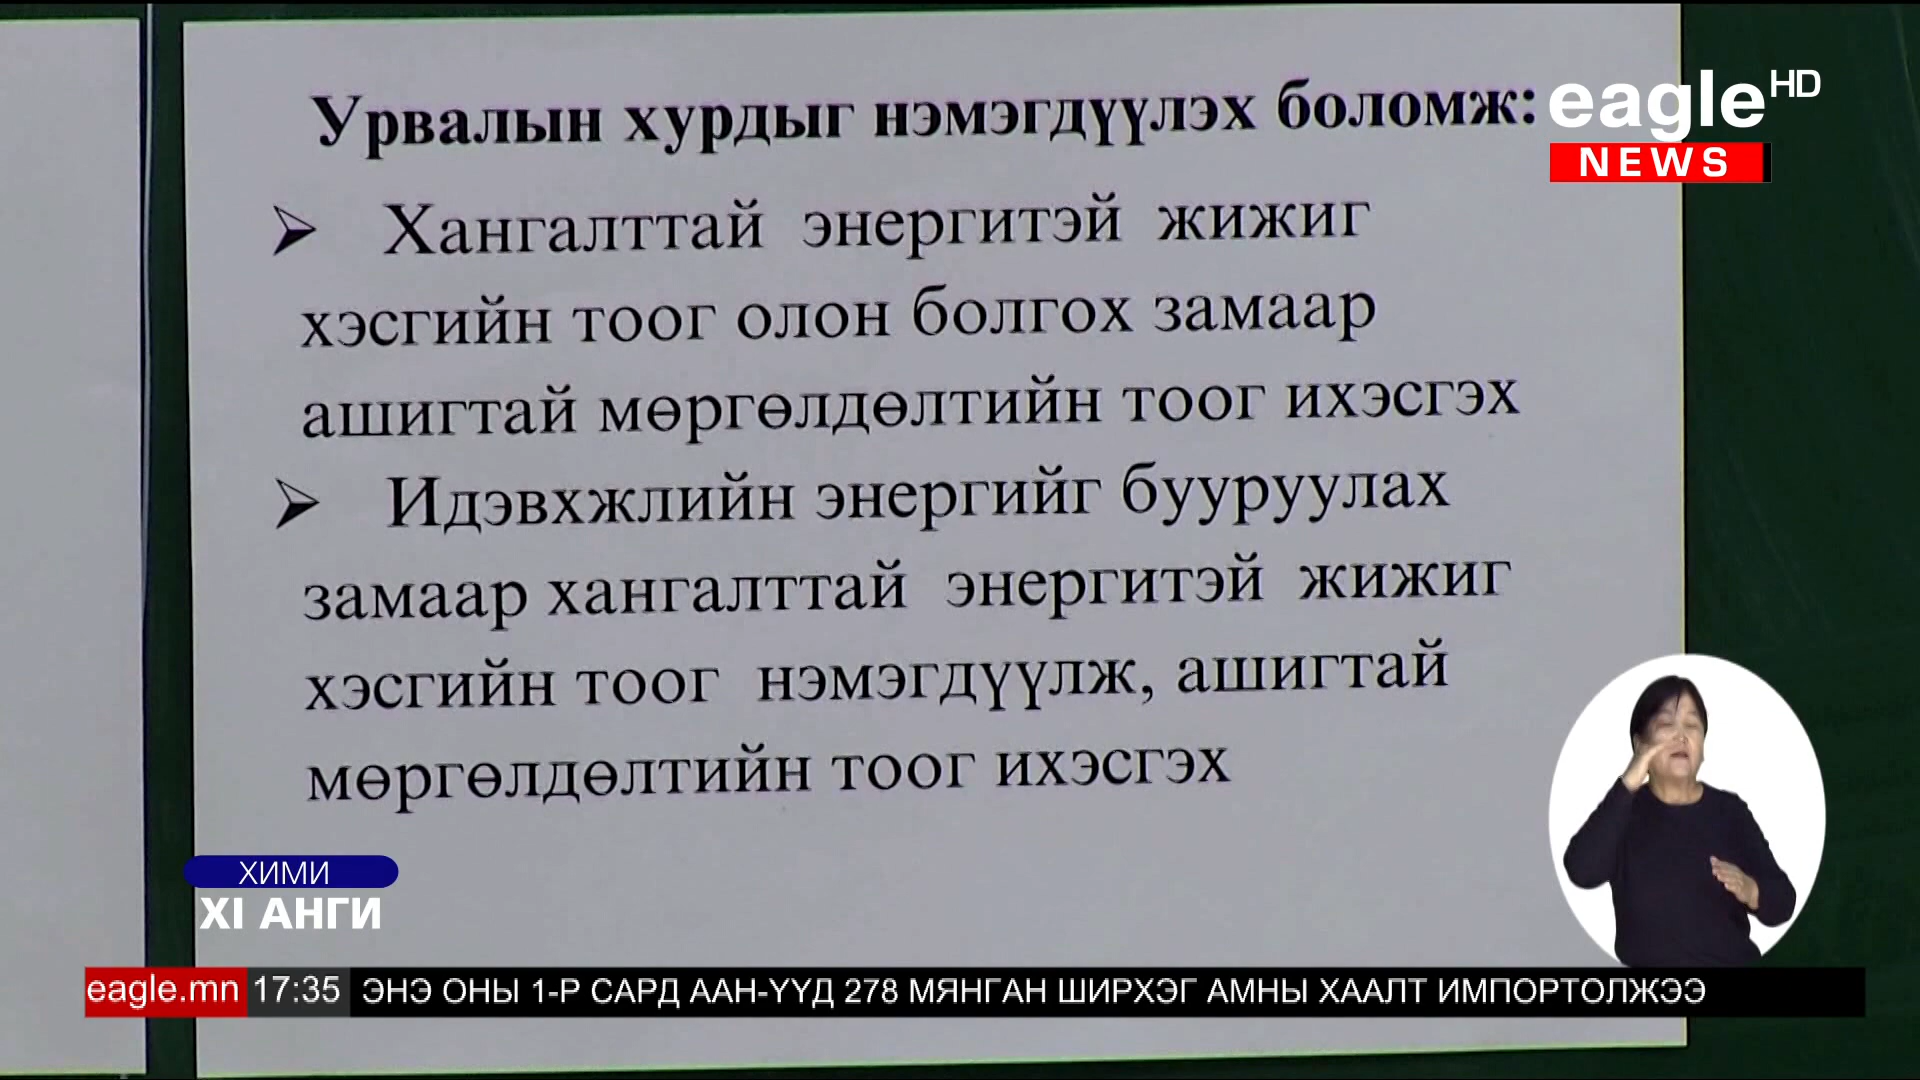 Урвалын хурдыг нэмэгдүүлэх боломж:
eagle HD
NEWS
➢ Хангалттай энергитэй жижиг
хэсгийн тоог олон болгох замаар
ашигтай мөргөлдөлтийн тоог ихэсгэх
➢ Идэвхжлийн энергийг бууруулах
замаар хангалттай энергитэй жижиг
хэсгийн тоог нэмэгдүүлж, ашигтай
мөргөлдөлтийн тоог ихэсгэх
ХИМИ
XI АНГИ
eagle.mn 17:35 ЭНЭ ОНЫ 1-Р САРД ААН-ҮҮД 278 МЯНГАН ШИРХЭГ АМНЫ ХААЛТ ИМПОРТОЛЖЭЭ